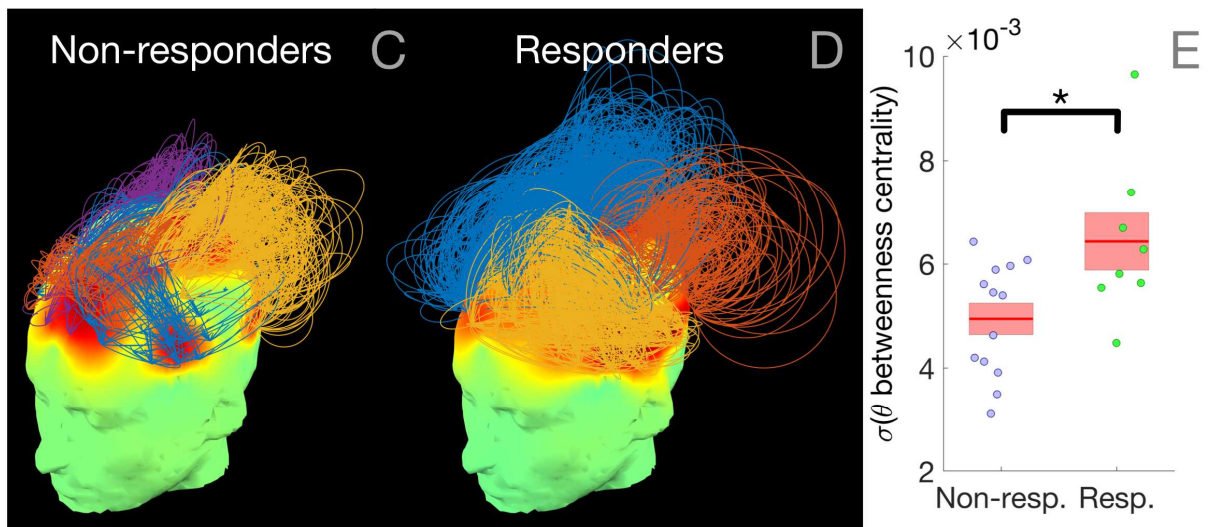 Non-responders C
Responders D
E
×10⁻³
10
8
6
4
2
σ(θ betweenness centrality)
*
Non-resp. Resp.